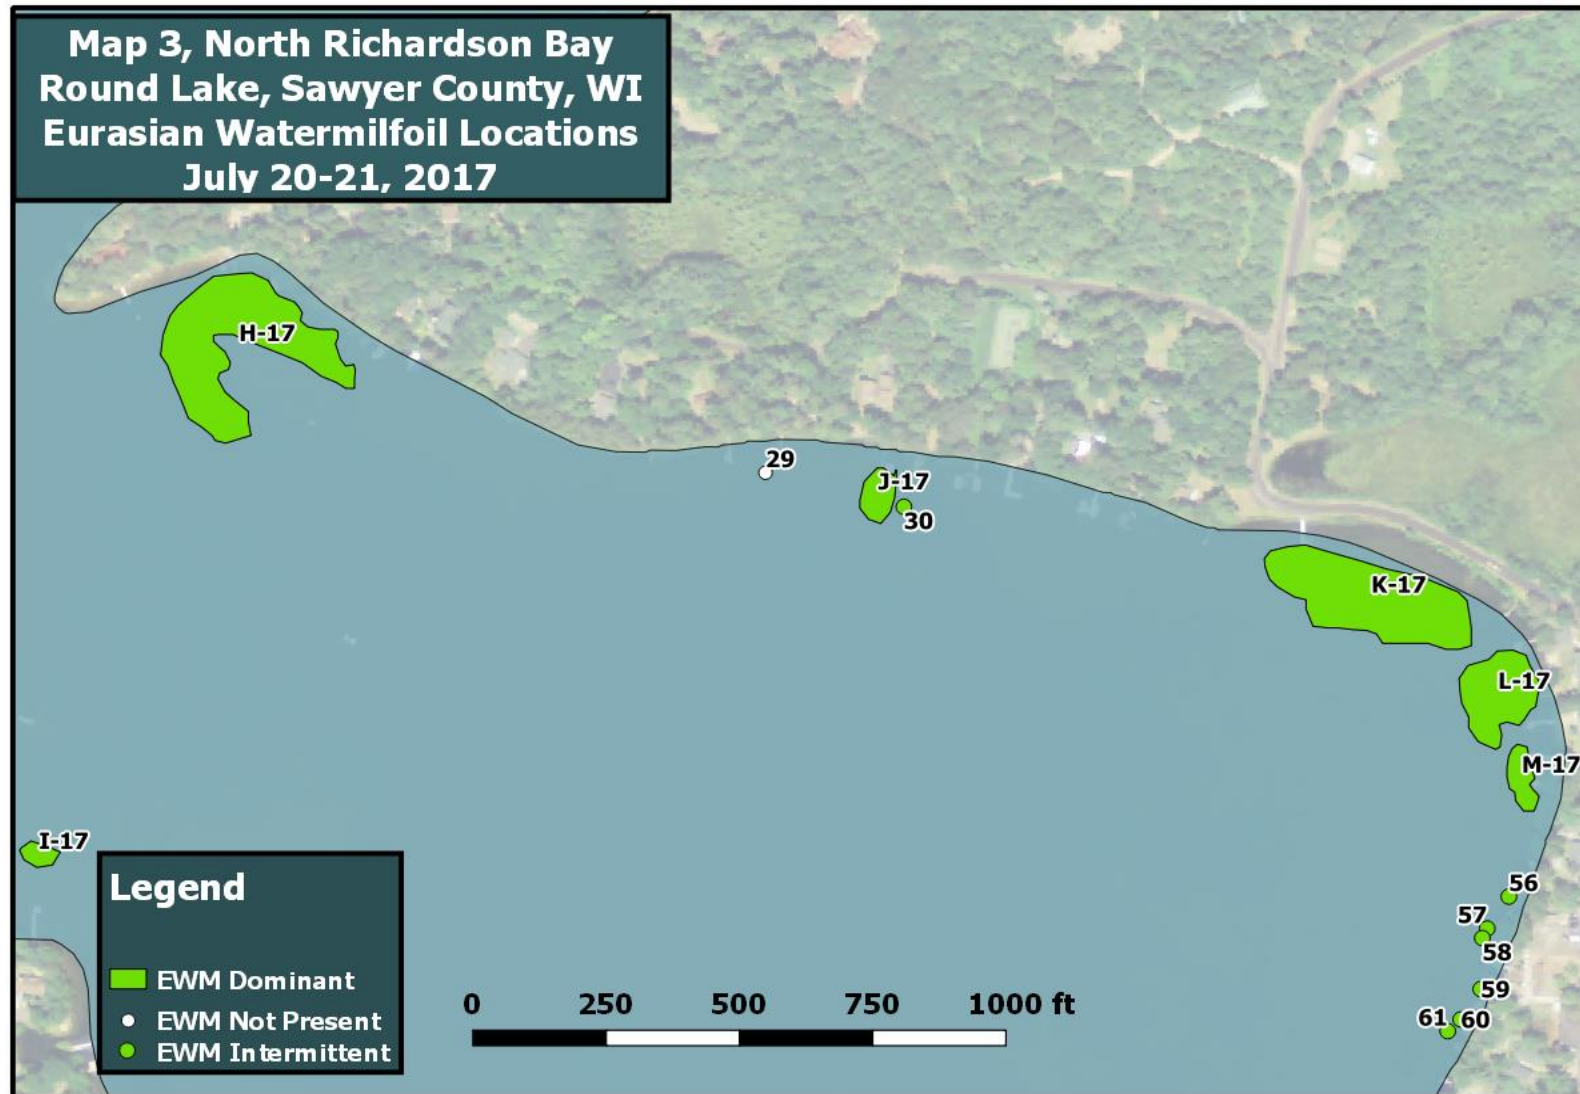 Map 3, North Richardson Bay
Round Lake, Sawyer County, WI
Eurasian Watermilfoil Locations
July 20-21, 2017
H-17
29
J-17
30
K-17
L-17
M-17
I-17
56
57
58
59
61 60
Legend
EWM Dominant
EWM Not Present
EWM Intermittent
0 250 500 750 1000 ft